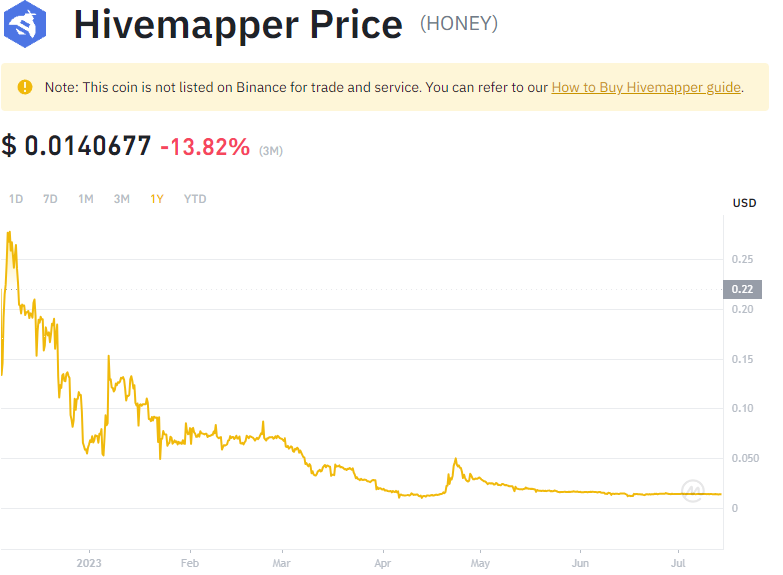 Hivemapper Price (HONEY)
Note: This coin is not listed on Binance for trade and service. You can refer to our How to Buy Hivemapper guide.
$ 0.0140677 -13.82% (3M)
1D 7D 1M 3M 1Y YTD
USD
0.25
0.22
0.20
0.15
0.10
0.050
0
2023 Feb Mar Apr May Jun Jul